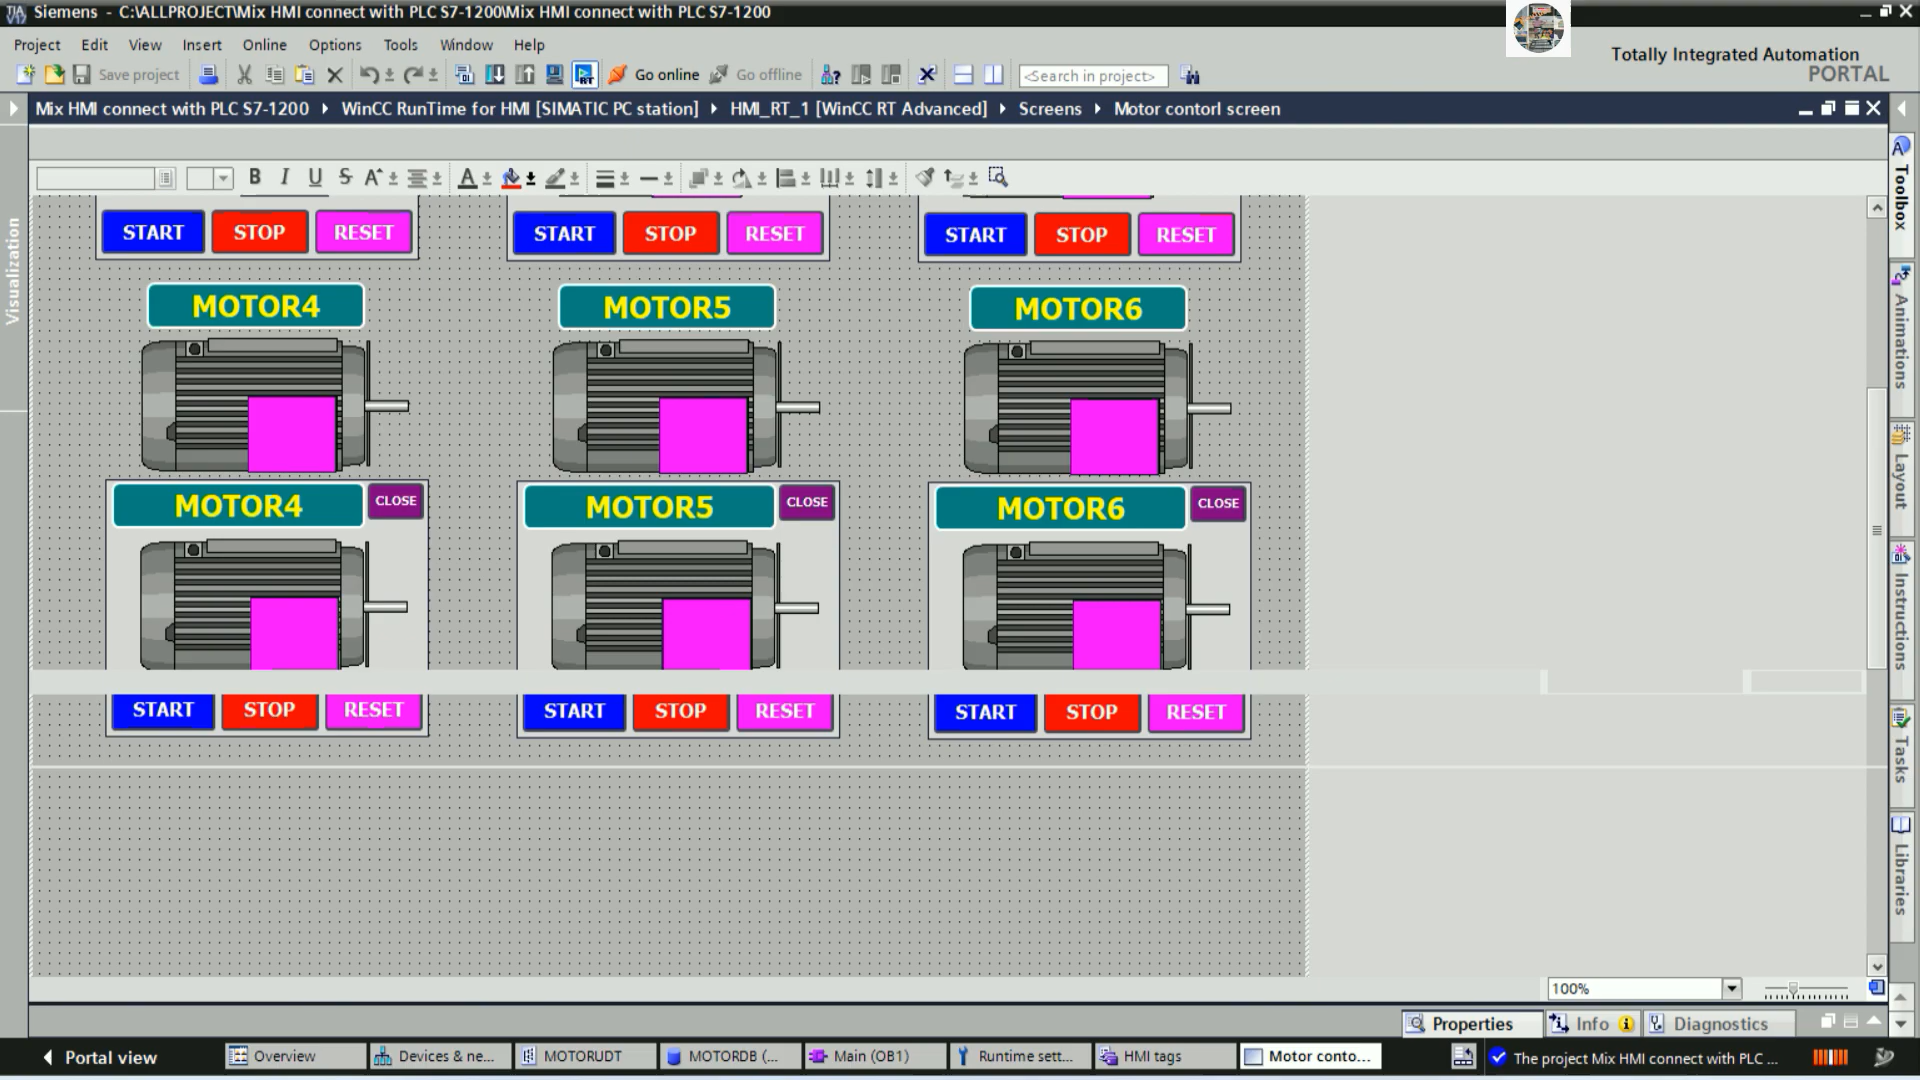 Siemens - C:\ALLPROJECT\Mix HMI connect with PLC S7-1200\Mix HMI connect with PLC S7-1200
Project Edit View Insert Online Options Tools Window Help
Totally Integrated Automation
PORTAL
Save project Go online Go offline <Search in project>
Mix HMI connect with PLC S7-1200 WinCC RunTime for HMI [SIMATIC PC station] HMI_RT_1 [WinCC RT Advanced] Screens Motor contorl screen
B I U S A A
Visualization
Toolbox
Animations
Layout
Instructions
Tasks
Libraries
START STOP RESET START STOP RESET START STOP RESET
MOTOR4 MOTOR5 MOTOR6
MOTOR4 CLOSE MOTOR5 CLOSE MOTOR6 CLOSE
START STOP RESET START STOP RESET START STOP RESET
100%
Properties Info Diagnostics
Portal view Overview Devices & ne... MOTORUDT MOTORDB (... Main (OB1) Runtime sett... HMI tags Motor conto... The project Mix HMI connect with PLC ...